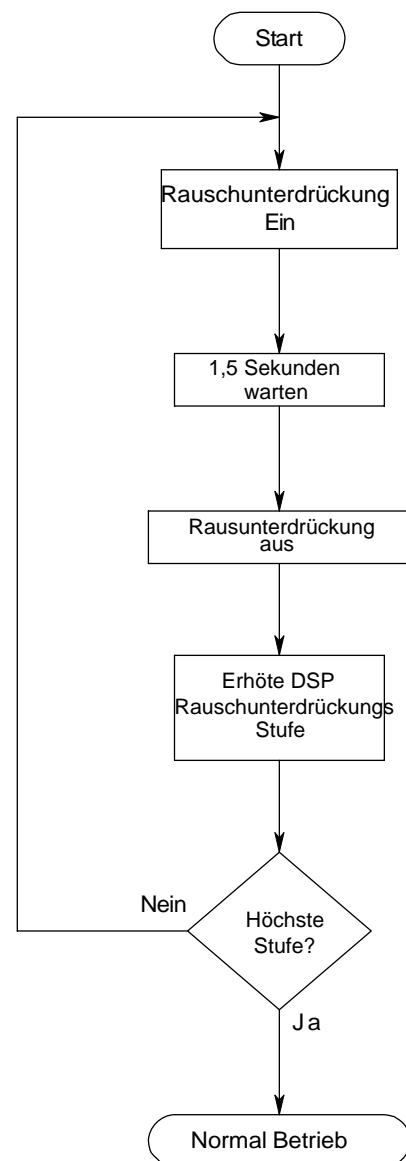 Start
Rauschunterdrückung
Ein
1,5 Sekunden
warten
Rausunterdrückung
aus
Erhöte DSP
Rauschunterdrückungs
Stufe
Nein
Höchste
Stufe?
Ja
Normal Betrieb